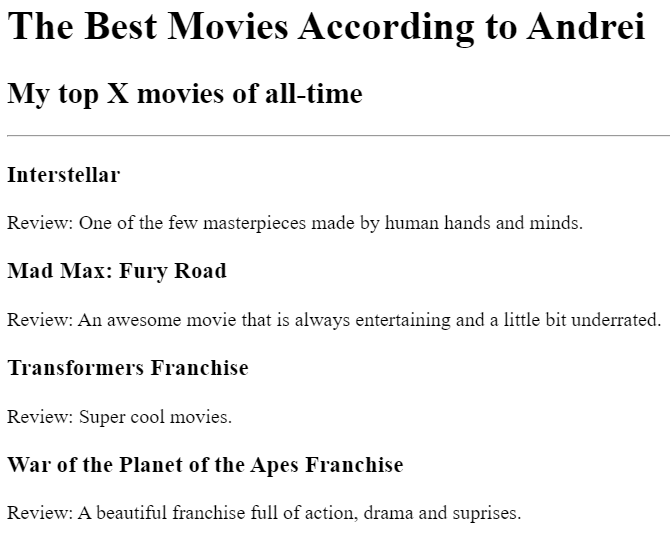 The Best Movies According to Andrei
My top X movies of all-time
Interstellar
Review: One of the few masterpieces made by human hands and minds.
Mad Max: Fury Road
Review: An awesome movie that is always entertaining and a little bit underrated.
Transformers Franchise
Review: Super cool movies.
War of the Planet of the Apes Franchise
Review: A beautiful franchise full of action, drama and suprises.